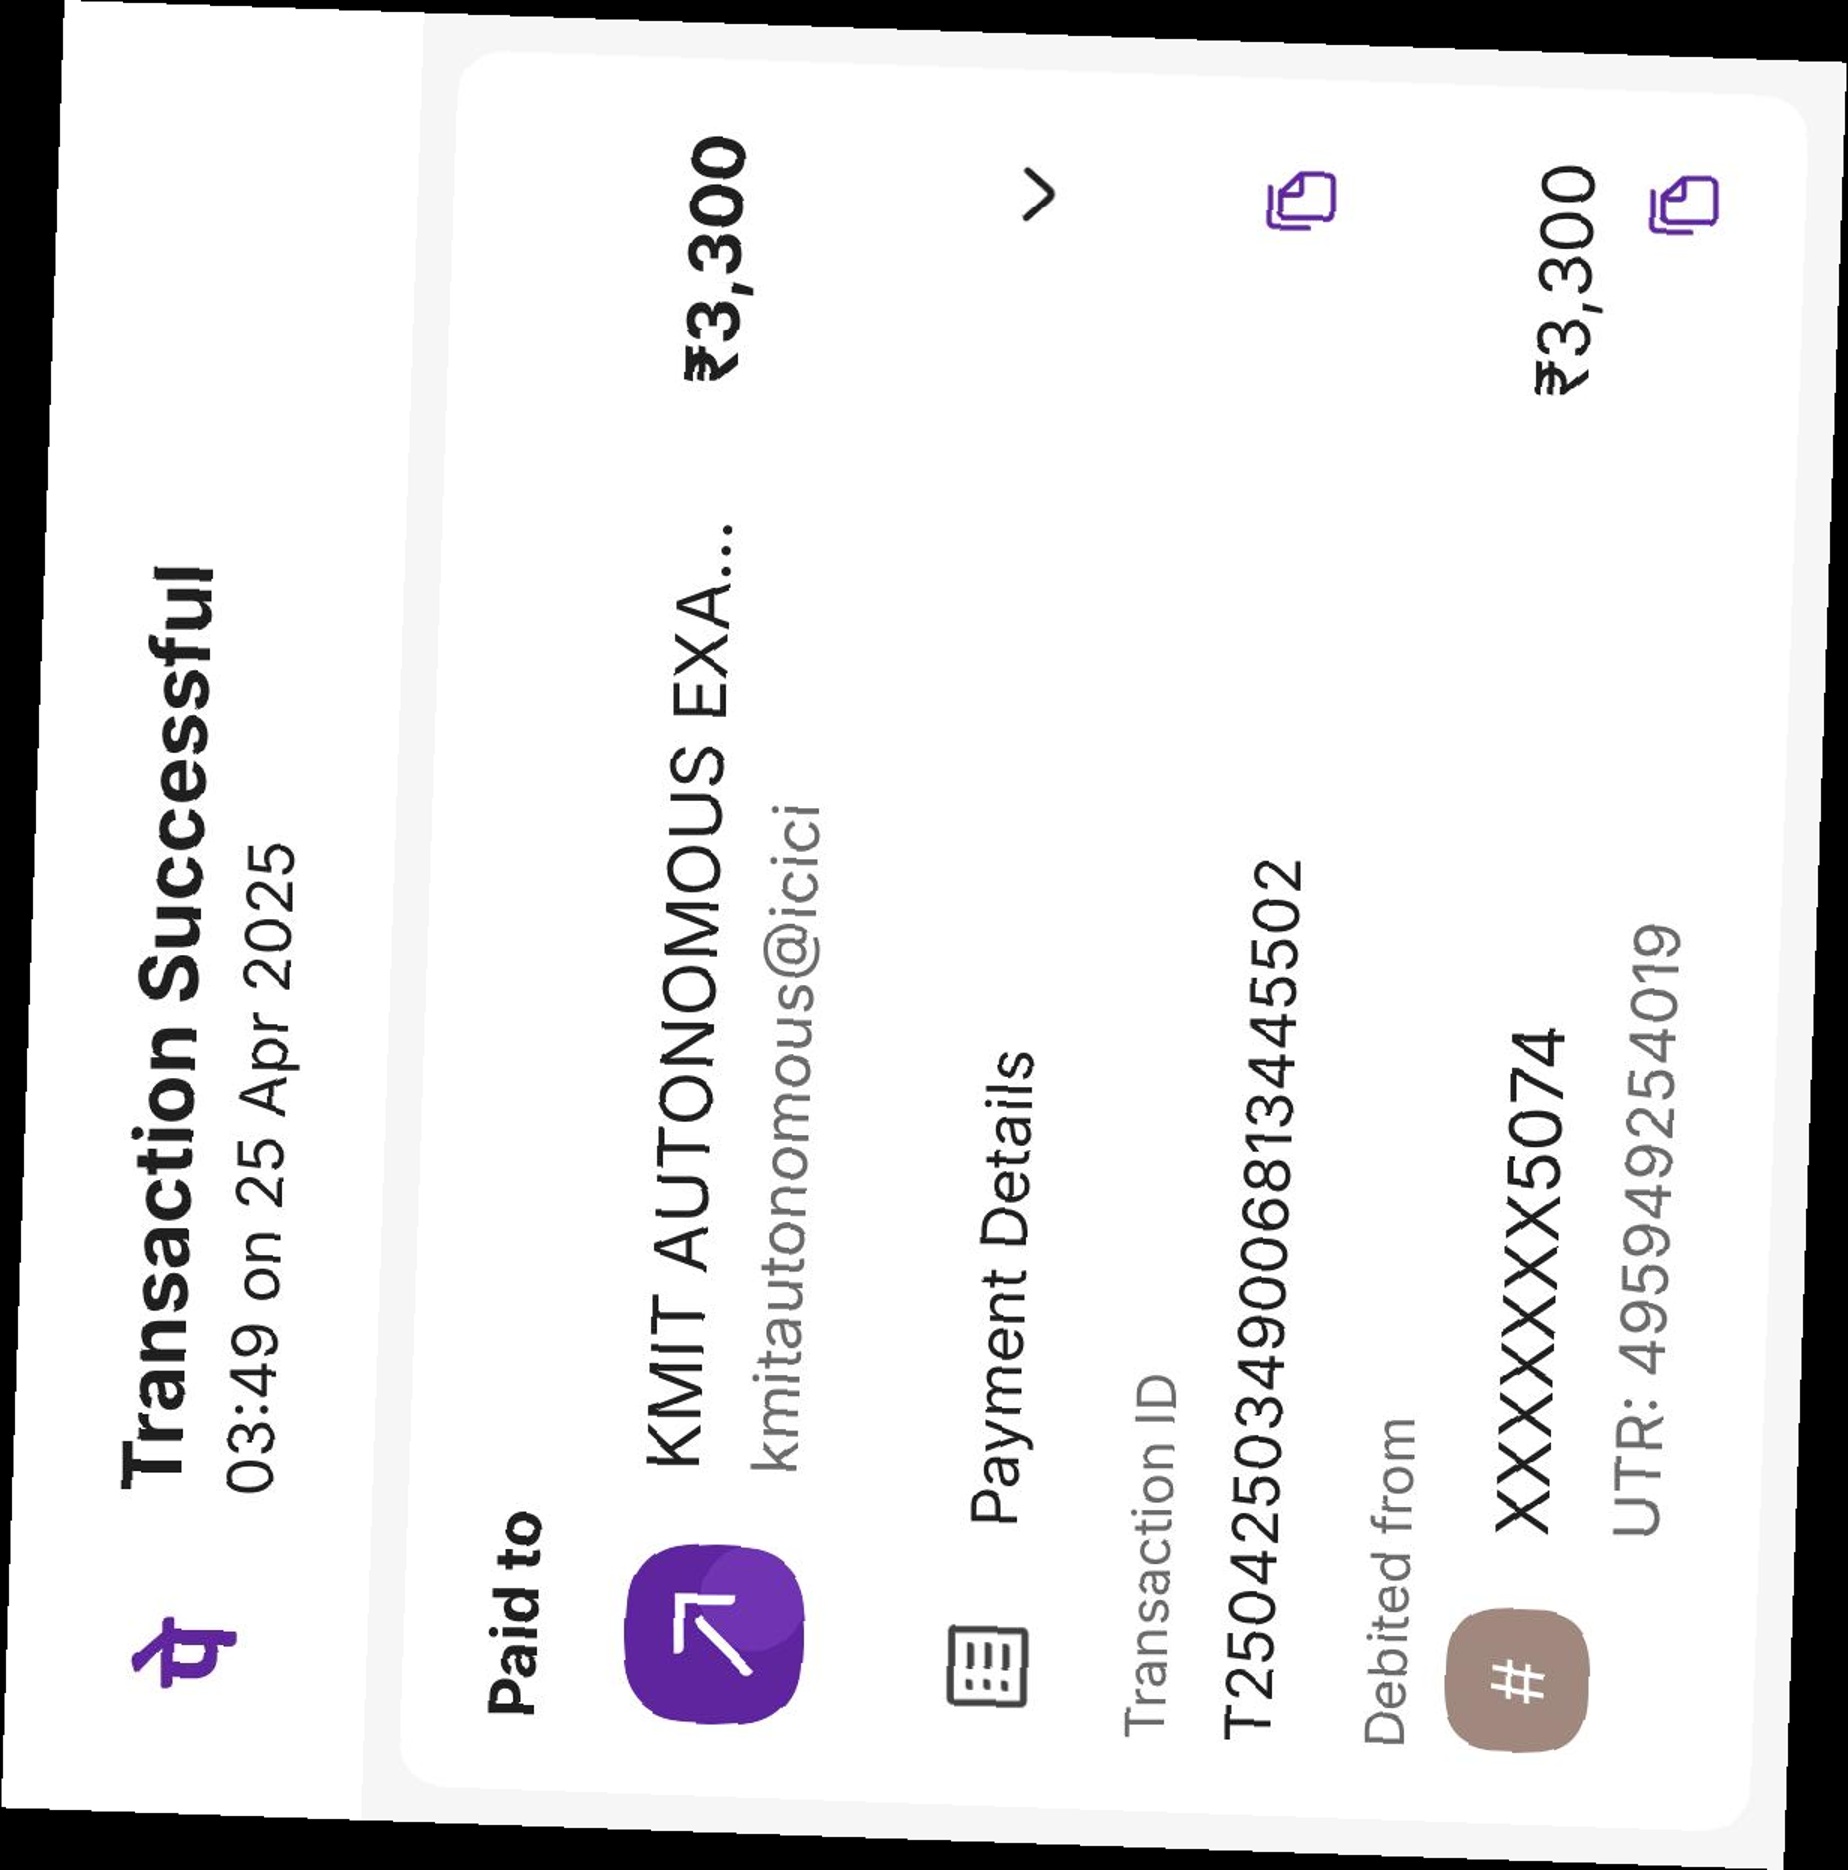 Transaction Successful
03:49 on 25 Apr 2025
Paid to
KMIT AUTONOMOUS EXA...
₹3,300
kmitautonomous@icici
Payment Details
Transaction ID
T2504250349006813445502
Debited from
XXXXXXXX5074
₹3,300
UTR: 495949254019